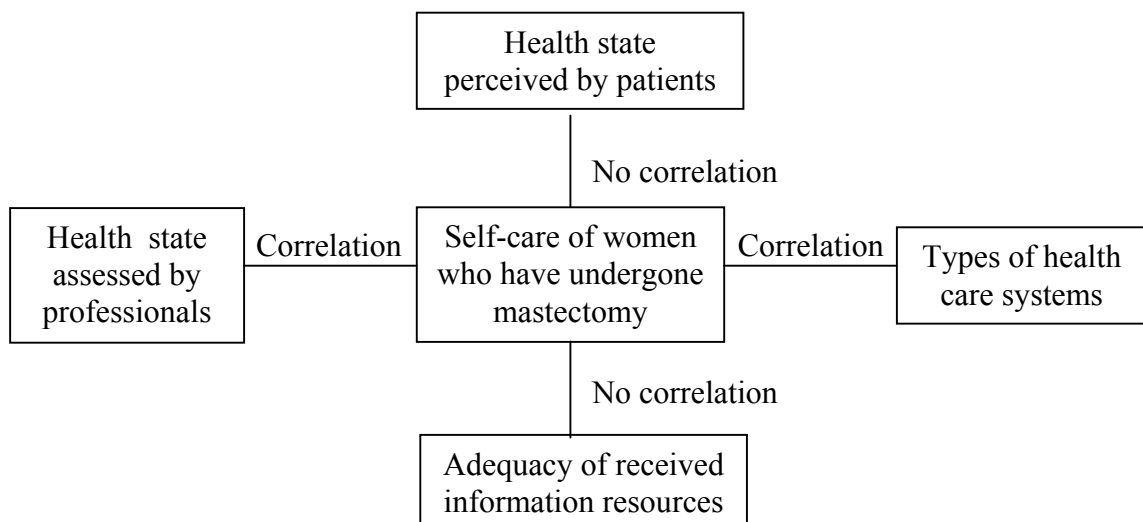 Health state
perceived by patients
No correlation
Health state
assessed by
professionals
Correlation
Self-care of women
who have undergone
mastectomy
Correlation
Types of health
care systems
No correlation
Adequacy of received
information resources